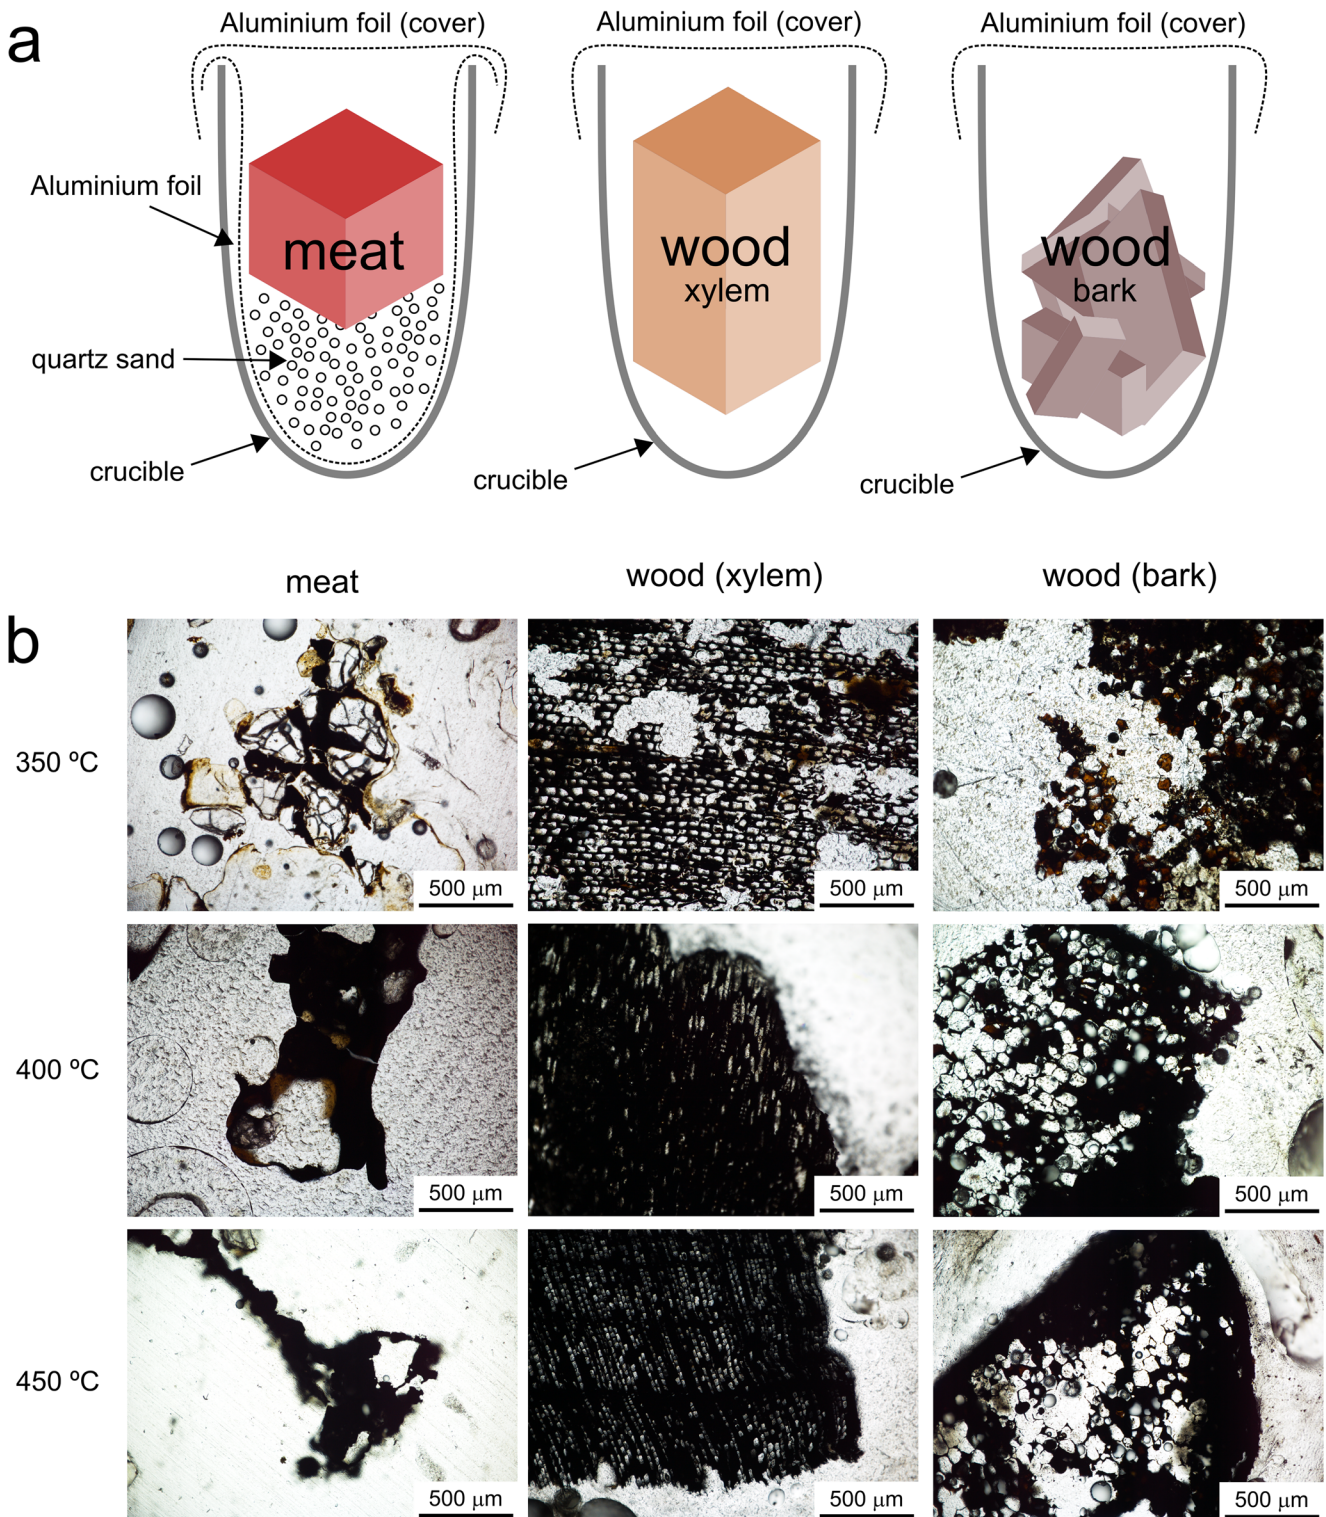 a
Aluminium foil (cover)
Aluminium foil (cover)
Aluminium foil (cover)
Aluminium foil
meat
wood
xylem
wood
bark
quartz sand
crucible
crucible
crucible
meat
wood (xylem)
wood (bark)
b
350 ºC
500 µm
500 µm
500 µm
400 ºC
500 µm
500 µm
500 µm
450 ºC
500 µm
500 µm
500 µm